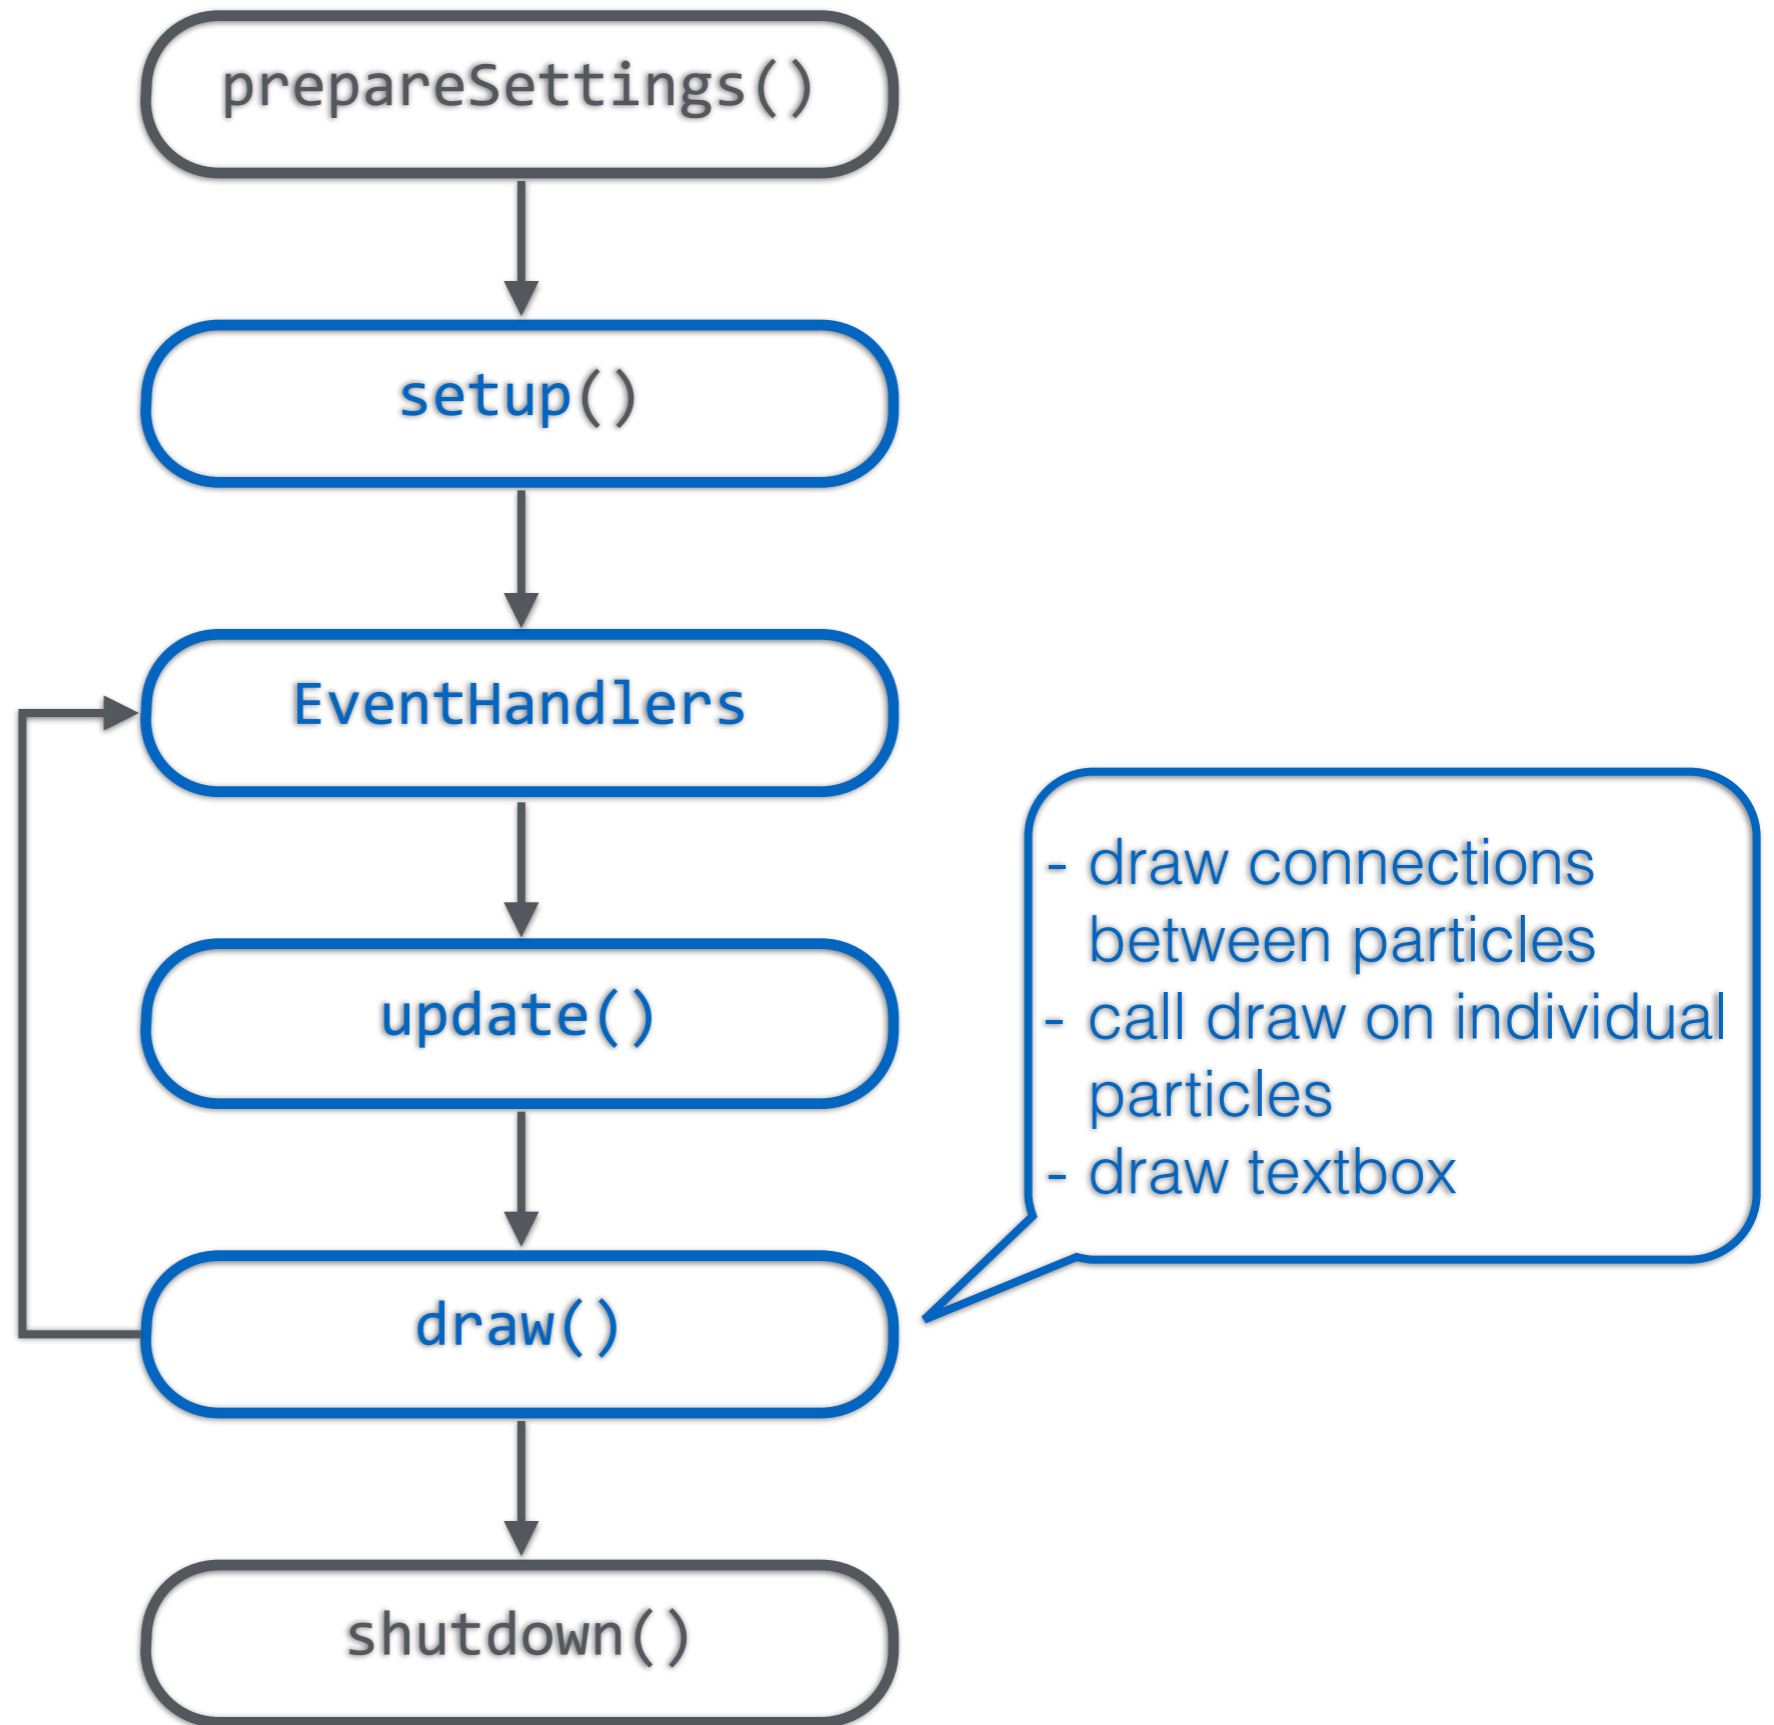 prepareSettings()
setup()
EventHandlers
update()
draw()
shutdown()
- draw connections
between particles
- call draw on individual
particles
- draw textbox